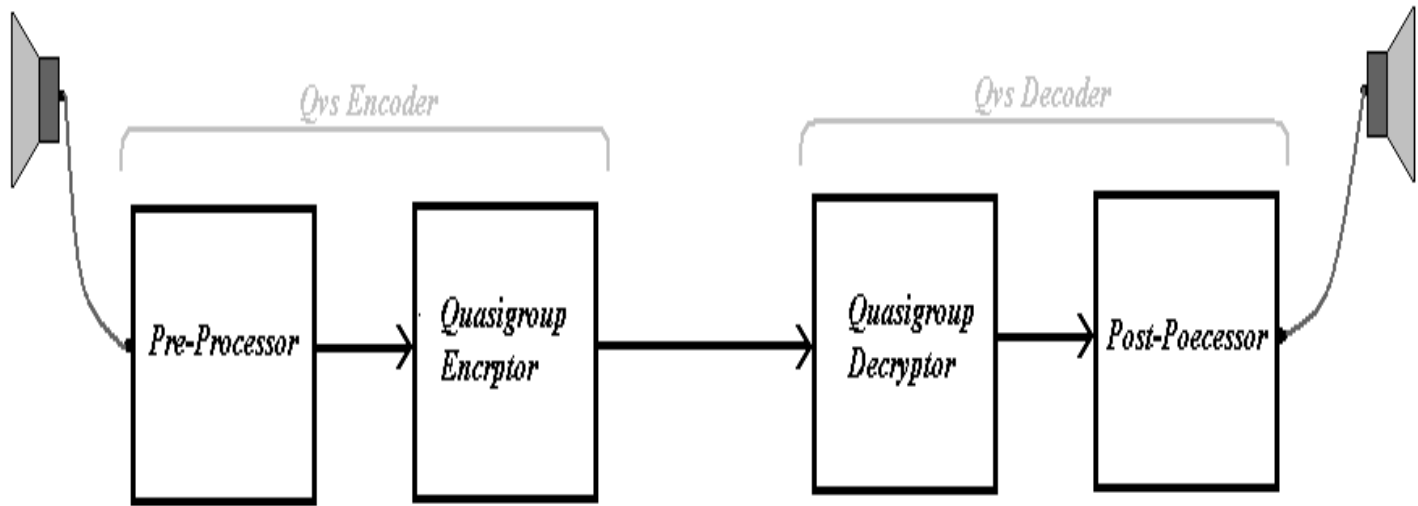 Qvs Encoder
Qvs Decoder
Pre-Processor
Quasigroup
Encrptor
Quasigroup
Decryptor
Post-Poecessor